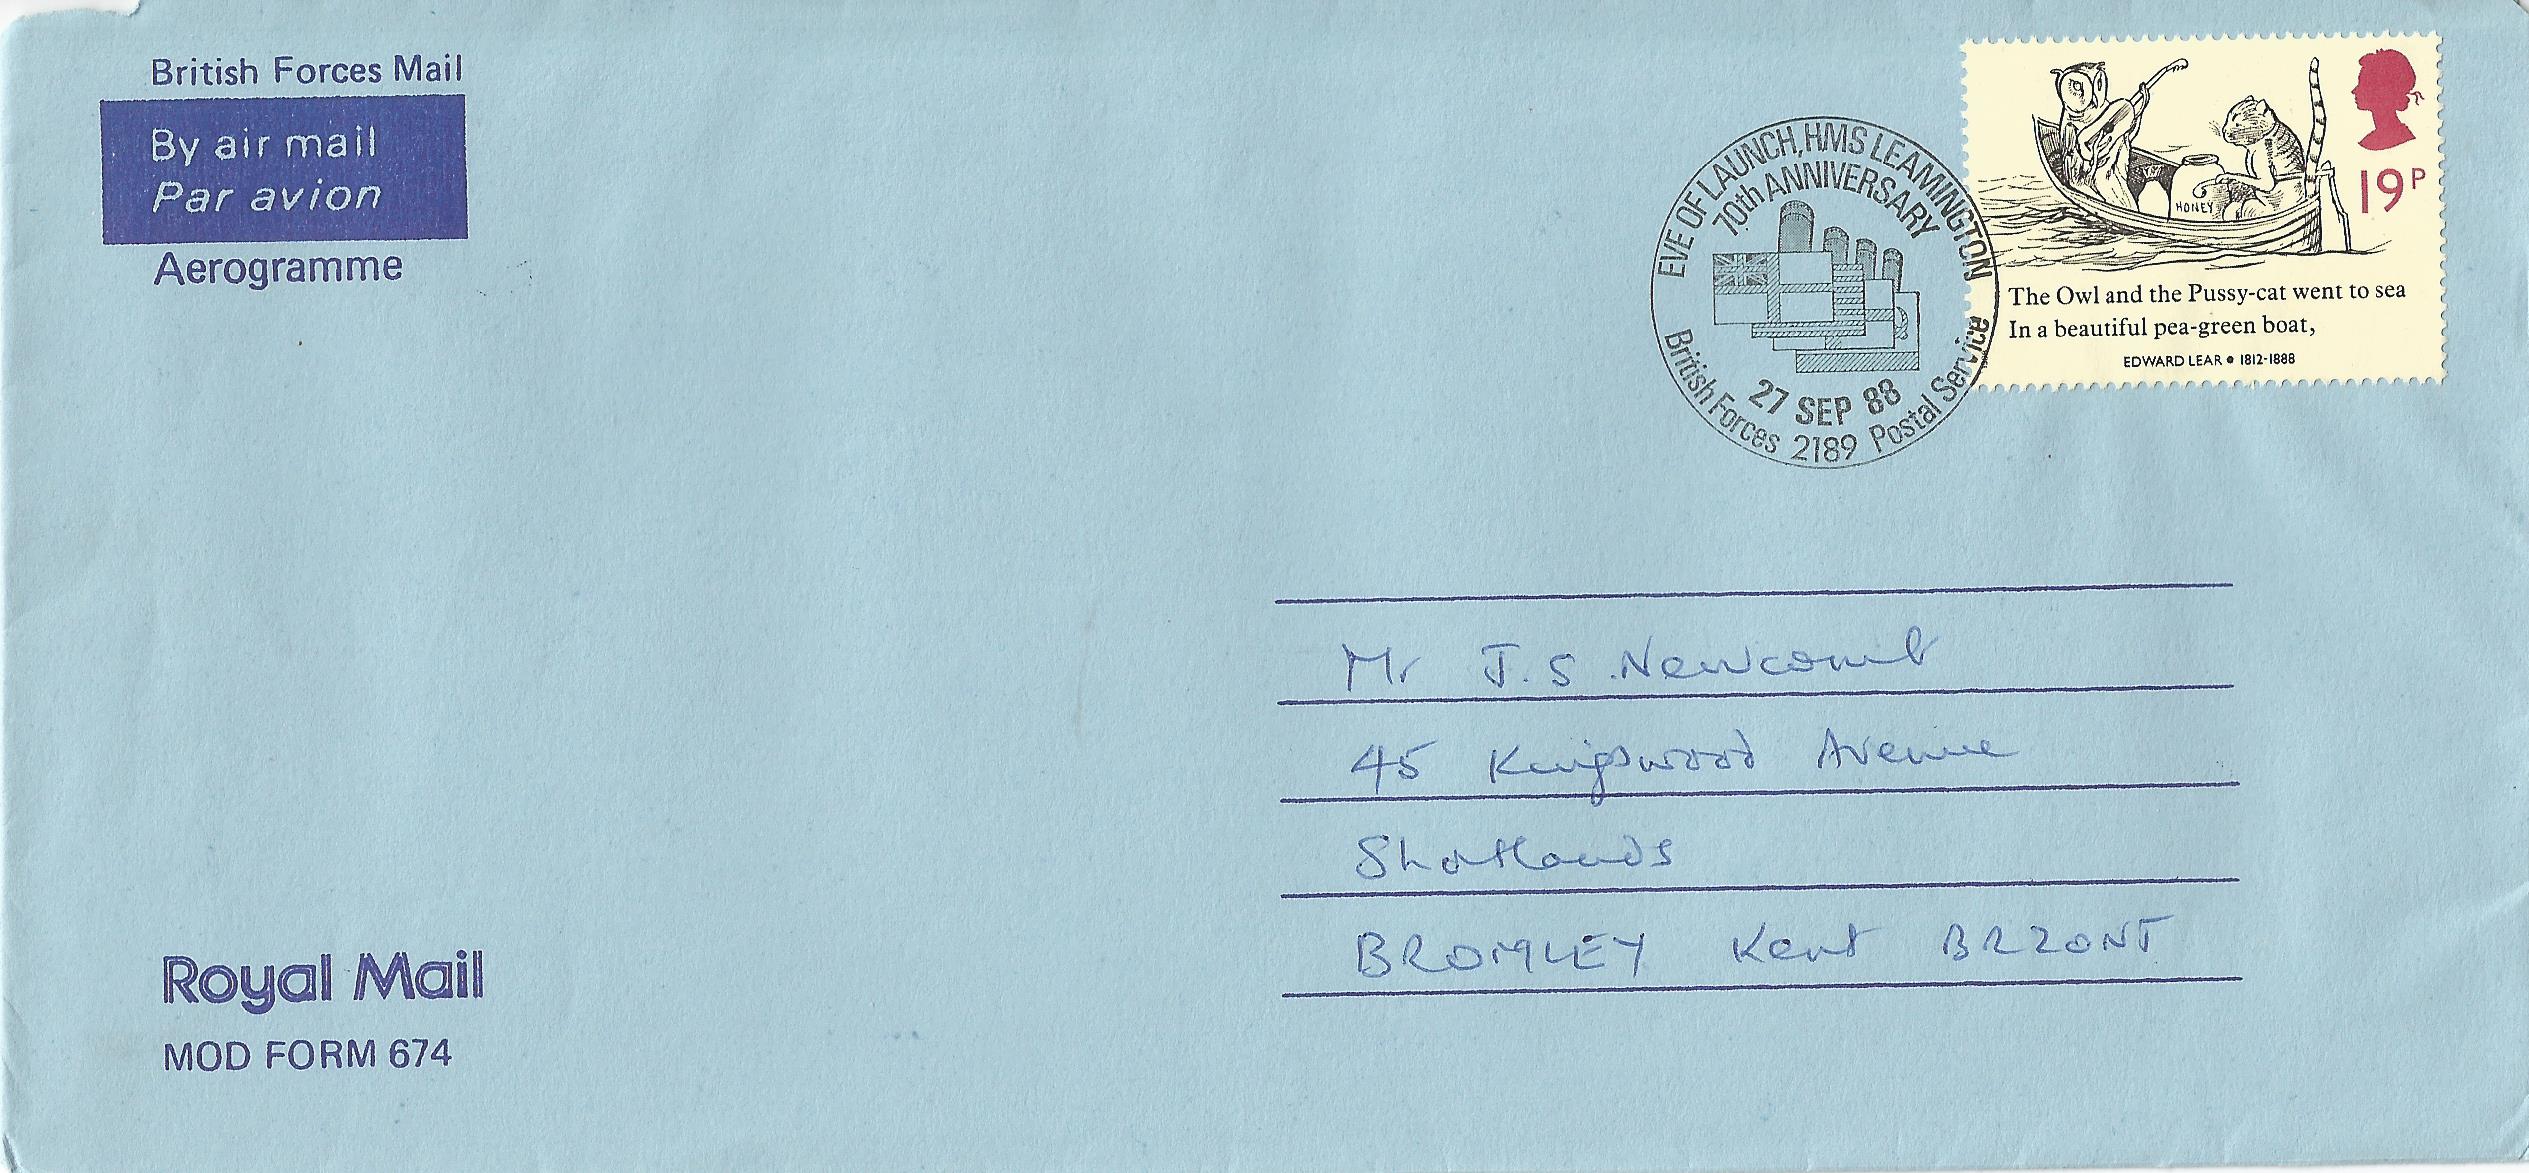 British Forces Mail
By air mail
Par avion
Aerogramme
EVE OF LAUNCH, HMS LEAMINGTON
70th ANNIVERSARY
27 SEP 88
British Forces 2189 Postal Service
HONEY
19P
The Owl and the Pussy-cat went to sea
In a beautiful pea-green boat,
EDWARD LEAR • 1812-1888
Mr J.S. Newcomb
45 Kingswood Avenue
Shortlands
BROMLEY Kent BR2 0NT
Royal Mail
MOD FORM 674